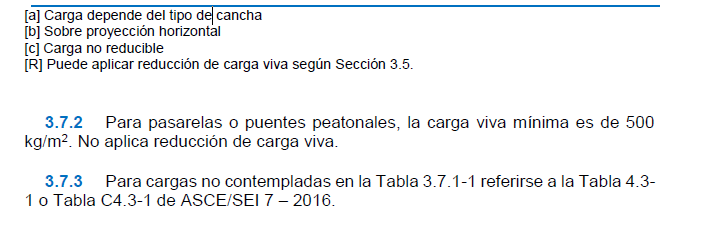 [a] Carga depende del tipo de cancha
[b] Sobre proyección horizontal
[c] Carga no reducible
[R] Puede aplicar reducción de carga viva según Sección 3.5.
3.7.2 Para pasarelas o puentes peatonales, la carga viva mínima es de 500
kg/m². No aplica reducción de carga viva.
3.7.3 Para cargas no contempladas en la Tabla 3.7.1-1 referirse a la Tabla 4.3-
1 o Tabla C4.3-1 de ASCE/SEI 7 – 2016.